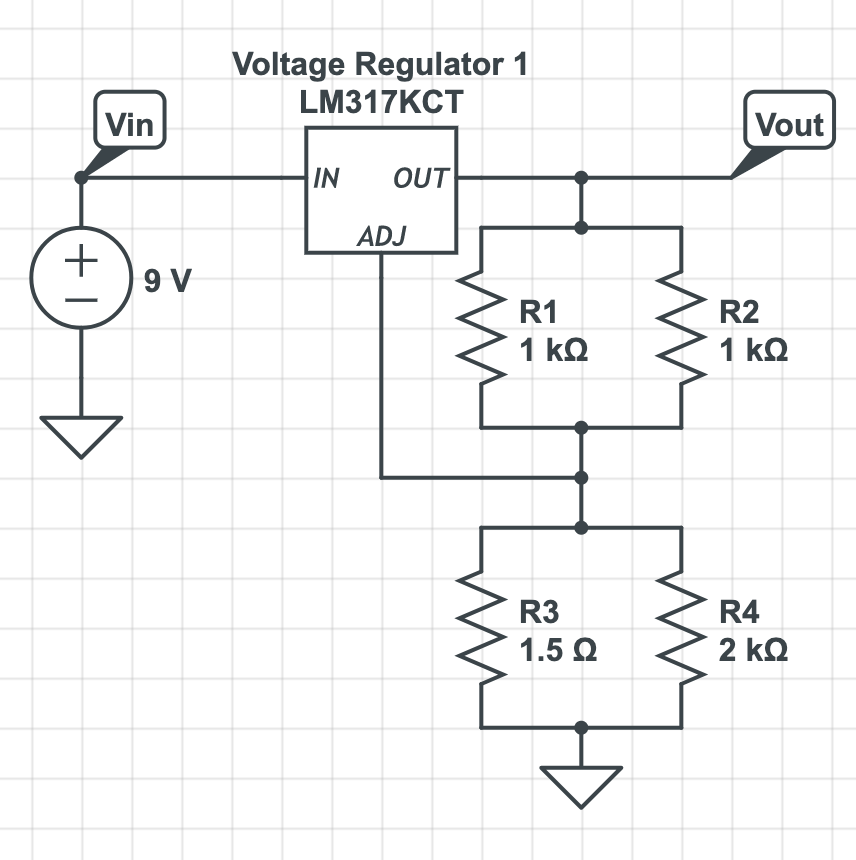 Voltage Regulator 1
LM317KCT
Vin
Vout
IN
OUT
ADJ
+
−
9 V
R1
1 kΩ
R2
1 kΩ
R3
1.5 Ω
R4
2 kΩ